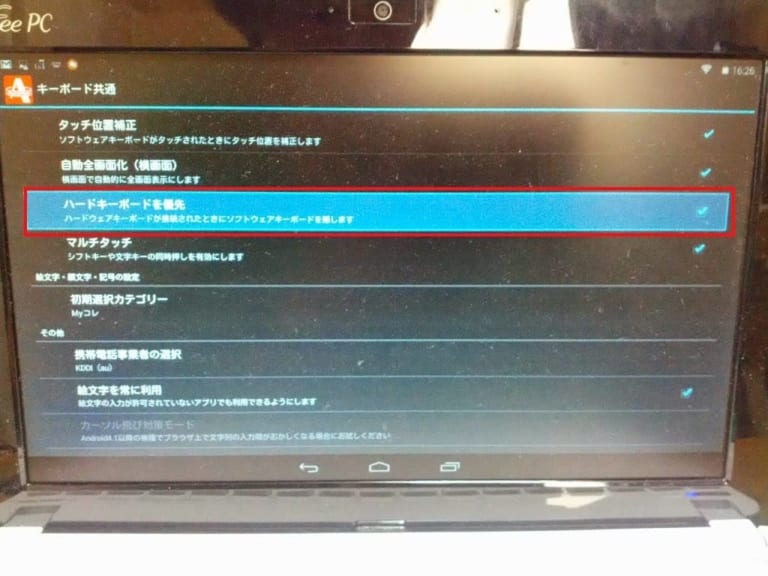 ee PC
16:26
キーボード共通
タッチ位置補正
ソフトウェアキーボードがタッチされたときにタッチ位置を補正します
自動全画面化（横画面）
横画面で自動的に全画面表示にします
ハードキーボードを優先
ハードウェアキーボードが接続されたときにソフトウェアキーボードを隠します
マルチタッチ
シフトキーや文字キーの同時押しを有効にします
絵文字・顔文字・記号の設定
初期選択カテゴリー
Myコレ
その他
携帯電話事業者の選択
KDDI（au）
絵文字を常に利用
絵文字の入力が許可されていないアプリでも利用できるようにします
カーソル飛び対策モード
Android4.1以降の機種でブラウザ上で文字列の入力順がおかしくなる場合にお試しください